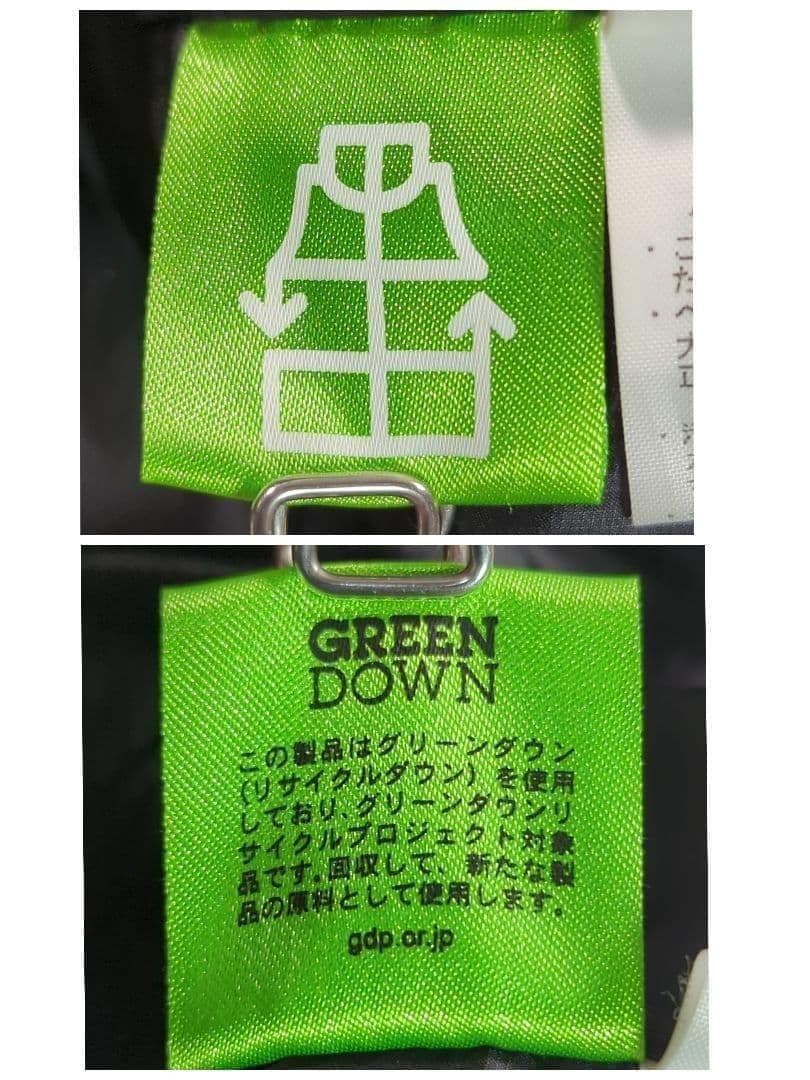 GREEN
DOWN
この製品はグリーンダウン
(リサイクルダウン) を使用
しており、グリーンダウンリ
サイクルプロジェクト対象
品です。回収して、新たな製
品の原料として使用します。
gdp.or.jp